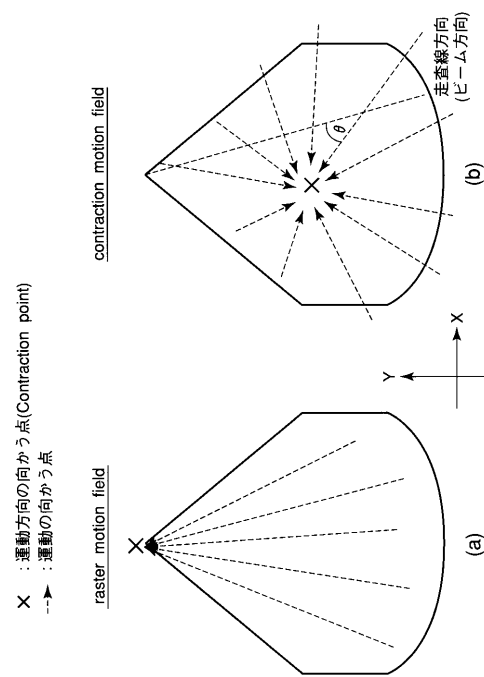 × :運動方向の向かう点(Contraction point)
:運動の向かう点
raster motion field
contraction motion field
θ
走査線方向
(ビーム方向)
Y
X
(a)
(b)